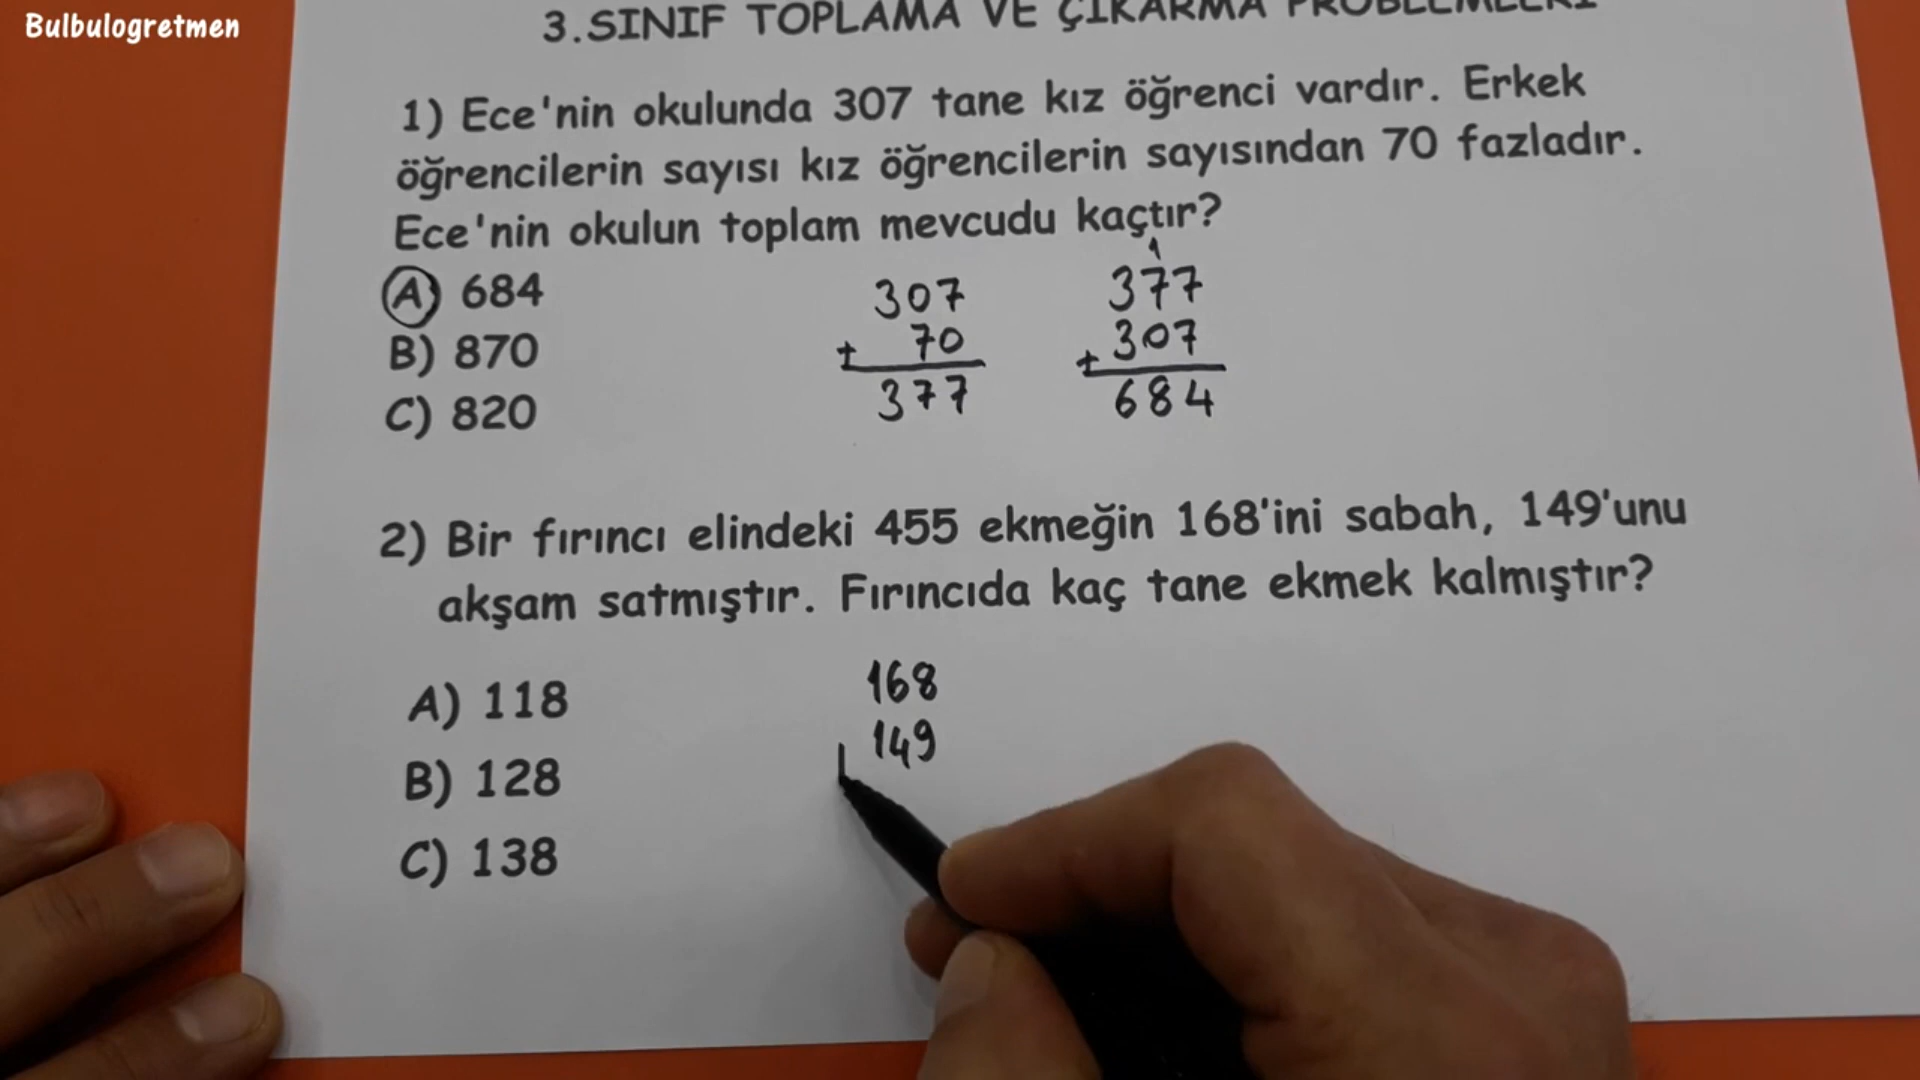 Bulbulogretmen
3.SINIF TOPLAMA VE ÇIKARMA PROBLEMLERİ
1) Ece'nin okulunda 307 tane kız öğrenci vardır. Erkek
öğrencilerin sayısı kız öğrencilerin sayısından 70 fazladır.
Ece'nin okulun toplam mevcudu kaçtır?
A) 684
B) 870
C) 820
307
+ 70
377
1
377
+ 307
684
2) Bir fırıncı elindeki 455 ekmeğin 168'ini sabah, 149'unu
akşam satmıştır. Fırıncıda kaç tane ekmek kalmıştır?
A) 118
B) 128
C) 138
168
149